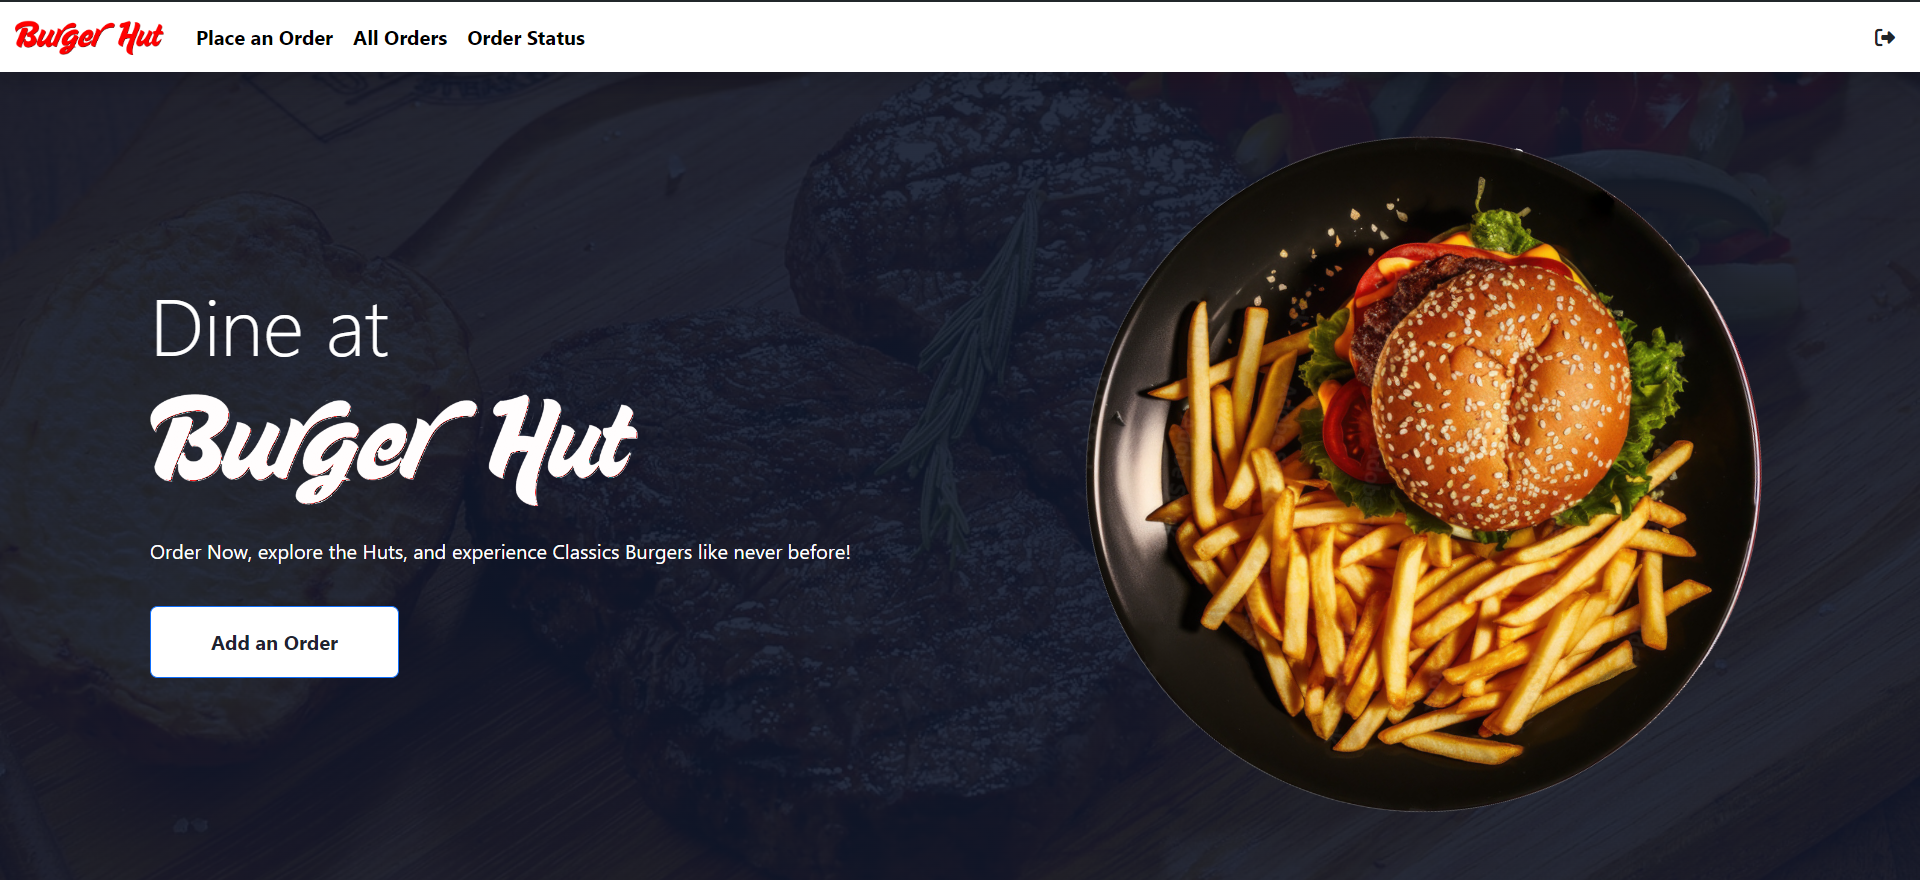 Burger Hut Place an Order All Orders Order Status
Dine at
Burger Hut
Order Now, explore the Huts, and experience Classics Burgers like never before!
Add an Order